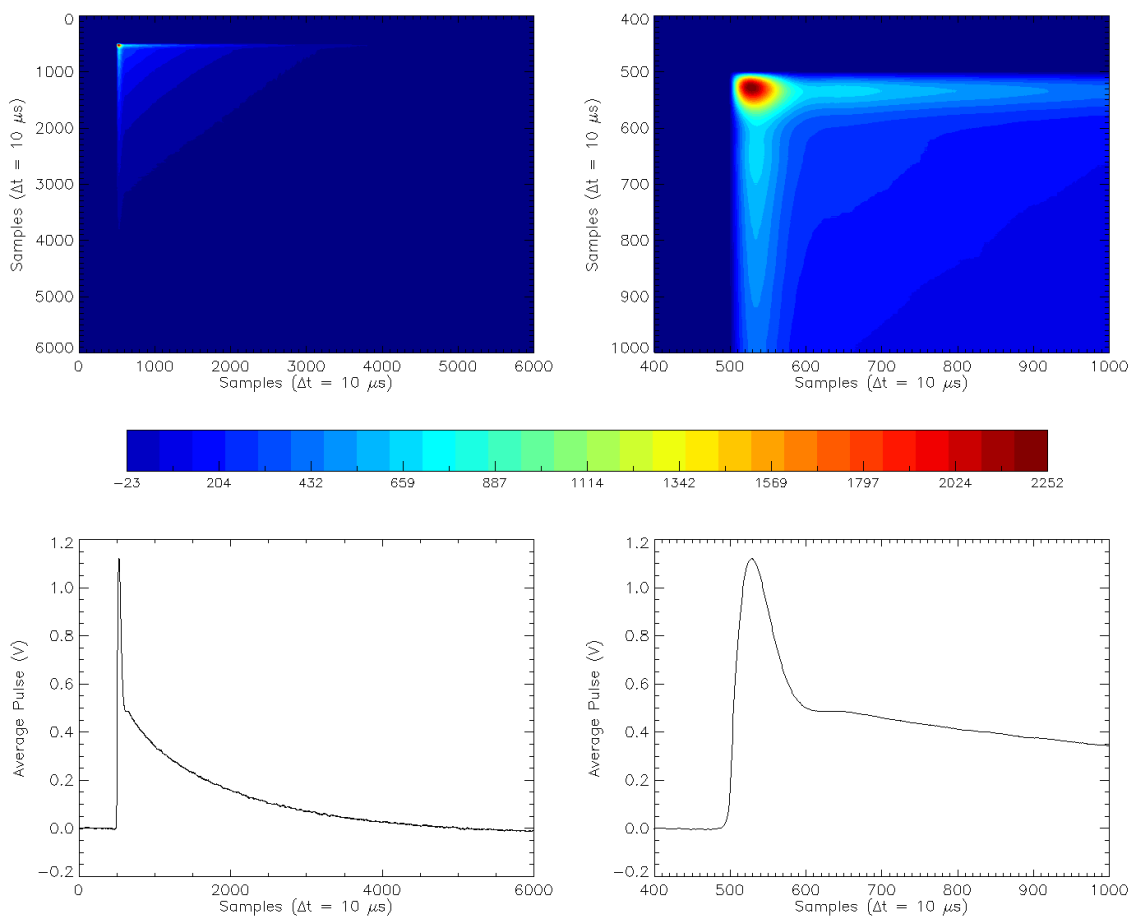 0
1000
2000
3000
4000
5000
6000
Samples (Δt = 10 μs)
0 1000 2000 3000 4000 5000 6000
Samples (Δt = 10 μs)
400
500
600
700
800
900
1000
Samples (Δt = 10 μs)
400 500 600 700 800 900 1000
Samples (Δt = 10 μs)
−23 204 432 659 887 1114 1342 1569 1797 2024 2252
1.2
1.0
0.8
0.6
0.4
0.2
0.0
−0.2
Average Pulse (V)
0 2000 4000 6000
Samples (Δt = 10 μs)
1.2
1.0
0.8
0.6
0.4
0.2
0.0
−0.2
Average Pulse (V)
400 500 600 700 800 900 1000
Samples (Δt = 10 μs)